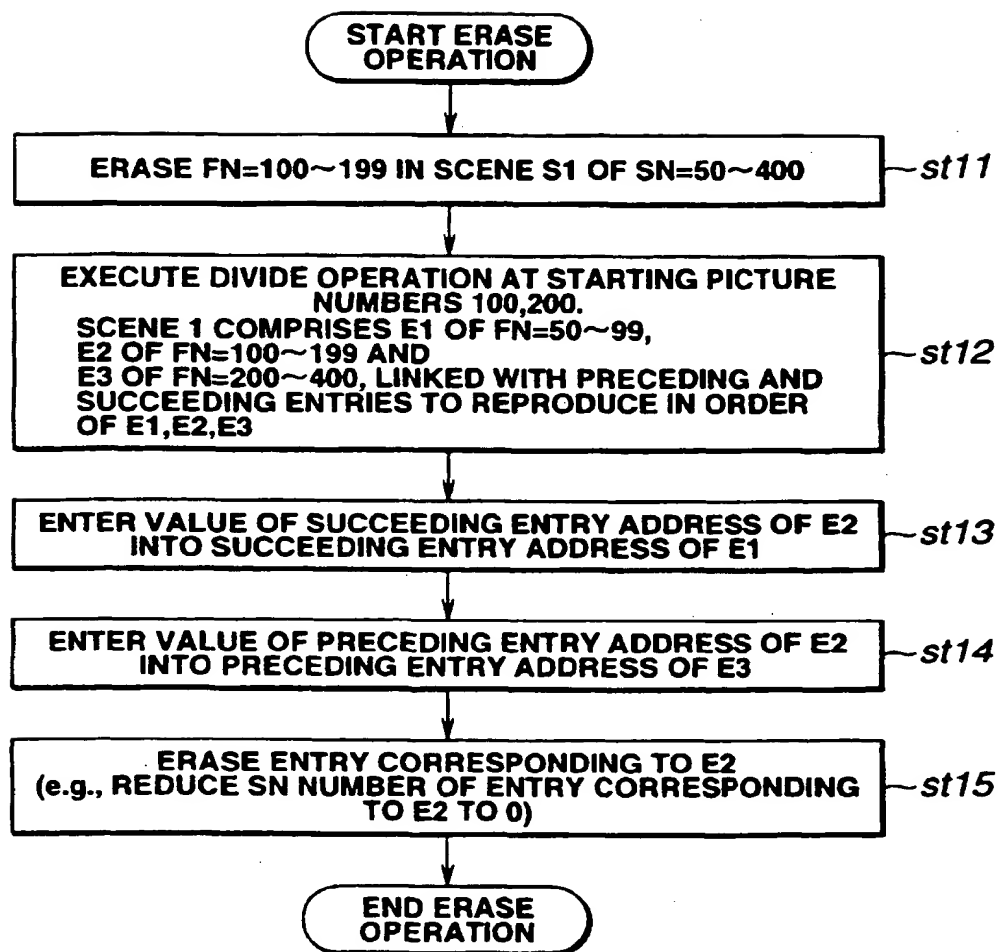 START ERASE
OPERATION
ERASE FN=100~199 IN SCENE S1 OF SN=50~400
~st11
EXECUTE DIVIDE OPERATION AT STARTING PICTURE
NUMBERS 100,200.
SCENE 1 COMPRISES E1 OF FN=50~99,
E2 OF FN=100~199 AND
E3 OF FN=200~400, LINKED WITH PRECEDING AND
SUCCEEDING ENTRIES TO REPRODUCE IN ORDER
OF E1,E2,E3
~st12
ENTER VALUE OF SUCCEEDING ENTRY ADDRESS OF E2
INTO SUCCEEDING ENTRY ADDRESS OF E1
~st13
ENTER VALUE OF PRECEDING ENTRY ADDRESS OF E2
INTO PRECEDING ENTRY ADDRESS OF E3
~st14
ERASE ENTRY CORRESPONDING TO E2
(e.g., REDUCE SN NUMBER OF ENTRY CORRESPONDING
TO E2 TO 0)
~st15
END ERASE
OPERATION